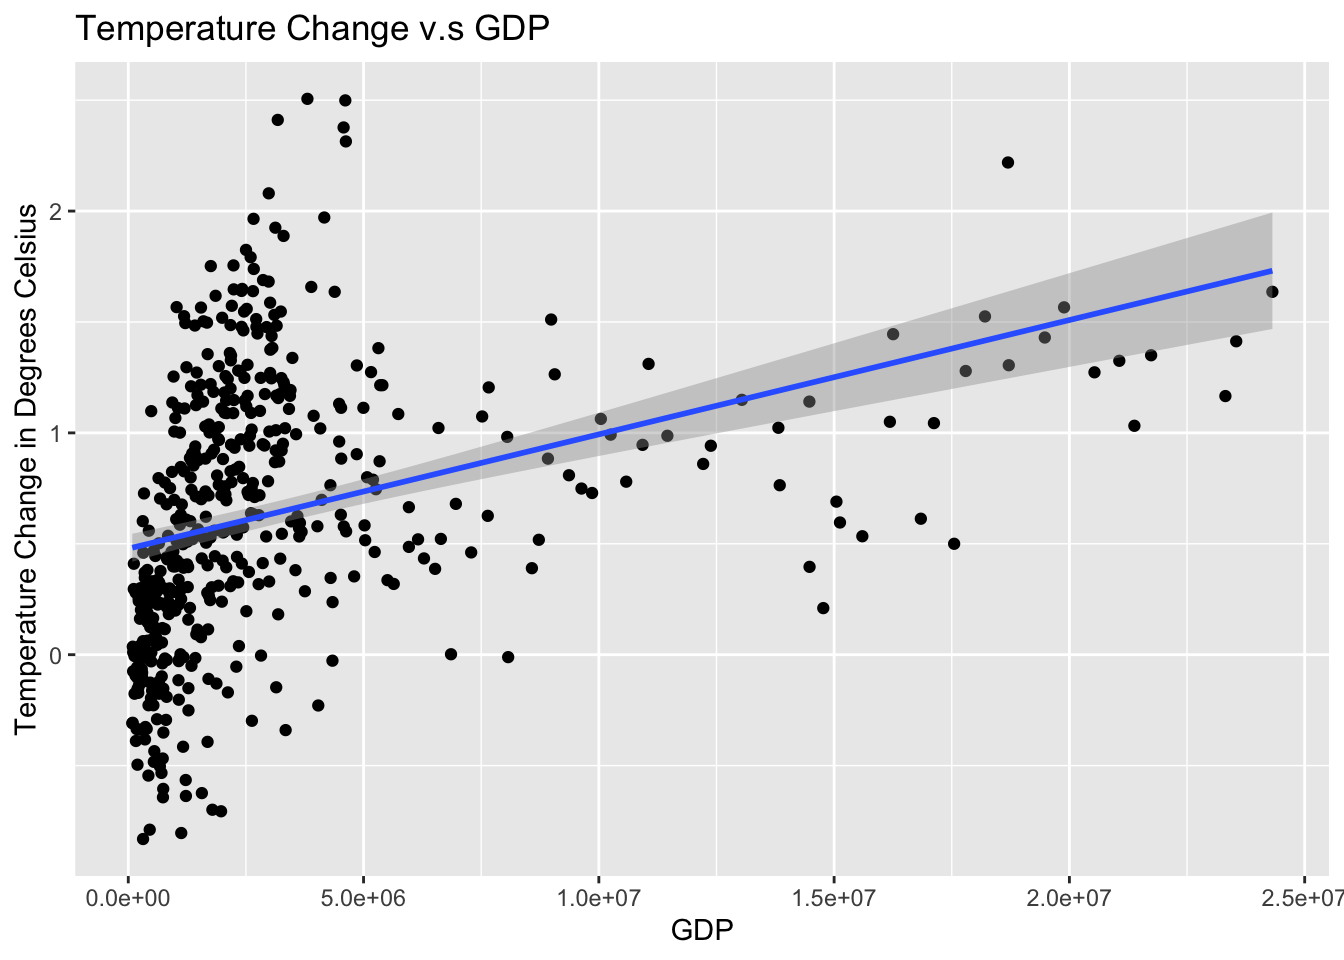 Temperature Change v.s GDP
Temperature Change in Degrees Celsius
2
1
0
0.0e+00 5.0e+06 1.0e+07 1.5e+07 2.0e+07 2.5e+07
GDP